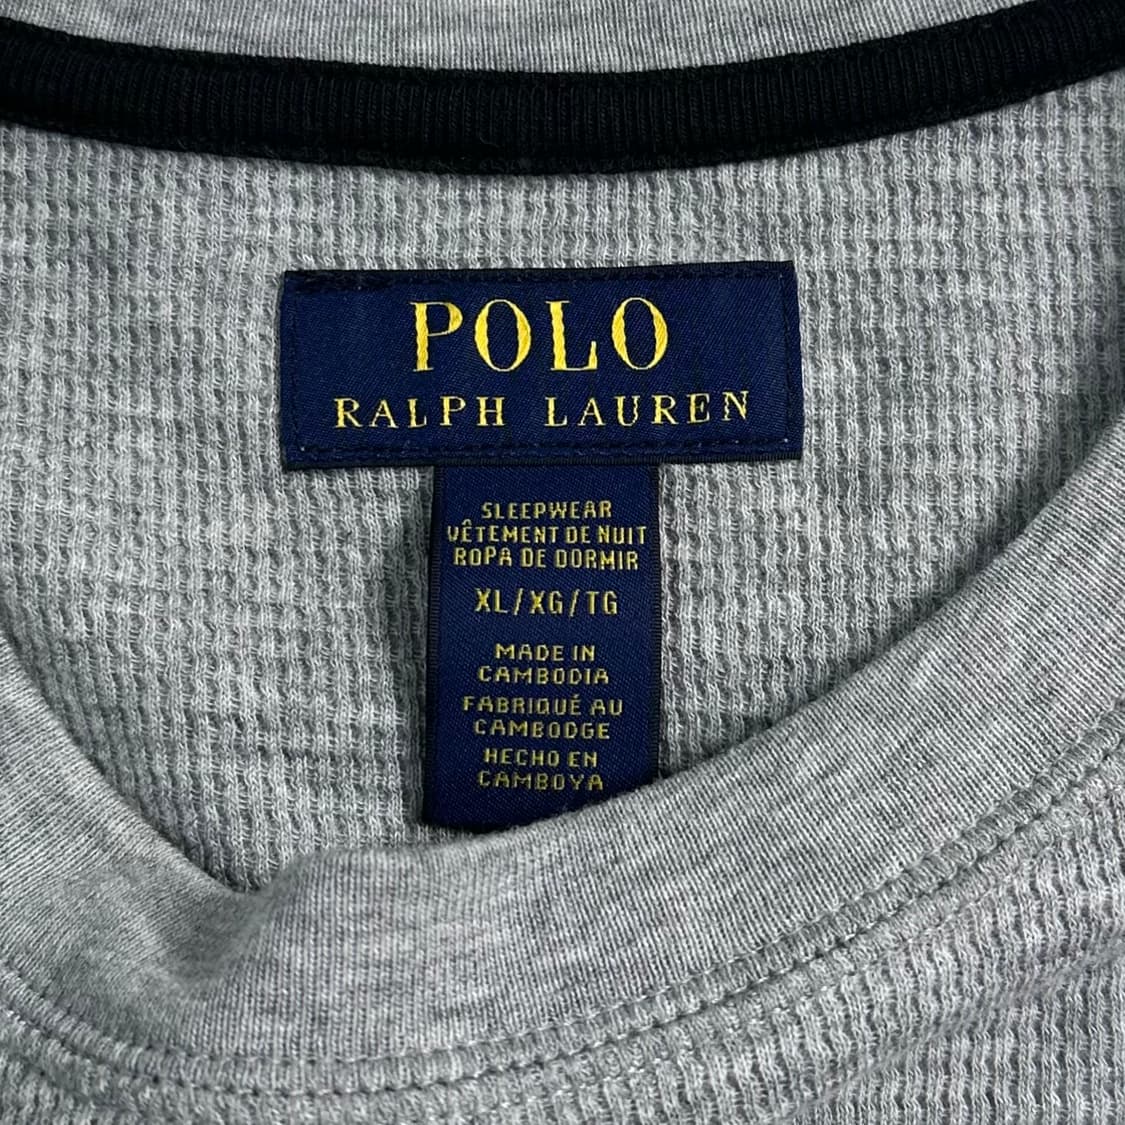 POLO
RALPH LAUREN
SLEEPWEAR
VÊTEMENT DE NUIT
ROPA DE DORMIR
XL/XG/TG
MADE IN
CAMBODIA
FABRIQUÉ AU
CAMBODGE
HECHO EN
CAMBOYA